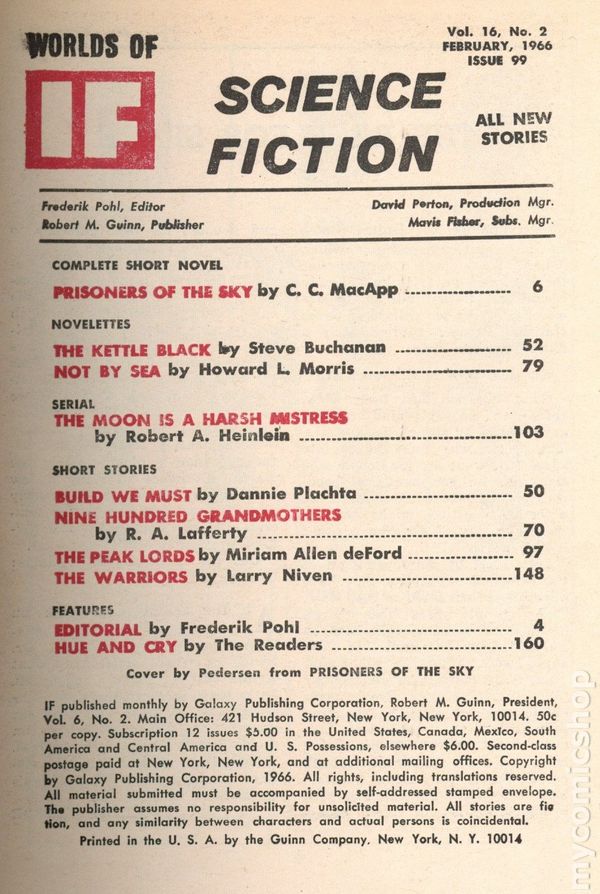 WORLDS OF
IF
SCIENCE
FICTION
Vol. 16, No. 2
FEBRUARY, 1966
ISSUE 99
ALL NEW
STORIES
Frederik Pohl, Editor
Robert M. Guinn, Publisher
David Perton, Production Mgr.
Mavis Fisher, Subs. Mgr.
COMPLETE SHORT NOVEL
PRISONERS OF THE SKY by C. C. MacApp ..................... 6
NOVELETTES
THE KETTLE BLACK by Steve Buchanan ....................... 52
NOT BY SEA by Howard L. Morris ............................. 79
SERIAL
THE MOON IS A HARSH MISTRESS
by Robert A. Heinlein ..........................................103
SHORT STORIES
BUILD WE MUST by Dannie Plachta ............................. 50
NINE HUNDRED GRANDMOTHERS
by R. A. Lafferty .................................................. 70
THE PEAK LORDS by Miriam Allen deFord ..................... 97
THE WARRIORS by Larry Niven ..................................148
FEATURES
EDITORIAL by Frederik Pohl ........................................ 4
HUE AND CRY by The Readers .....................................160
Cover by Pedersen from PRISONERS OF THE SKY
IF published monthly by Galaxy Publishing Corporation, Robert M. Guinn, President,
Vol. 6, No. 2. Main Office: 421 Hudson Street, New York, New York, 10014. 50c
per copy. Subscription 12 issues $5.00 in the United States, Canada, Mexico, South
America and Central America and U. S. Possessions, elsewhere $6.00. Second-class
postage paid at New York, New York, and at additional mailing offices. Copyright
by Galaxy Publishing Corporation, 1966. All rights, including translations reserved.
All material submitted must be accompanied by self-addressed stamped envelope.
The publisher assumes no responsibility for unsolicited material. All stories are fic
tion, and any similarity between characters and actual persons is coincidental.
Printed in the U. S. A. by the Guinn Company, New York, N. Y. 10014
mycomicshop